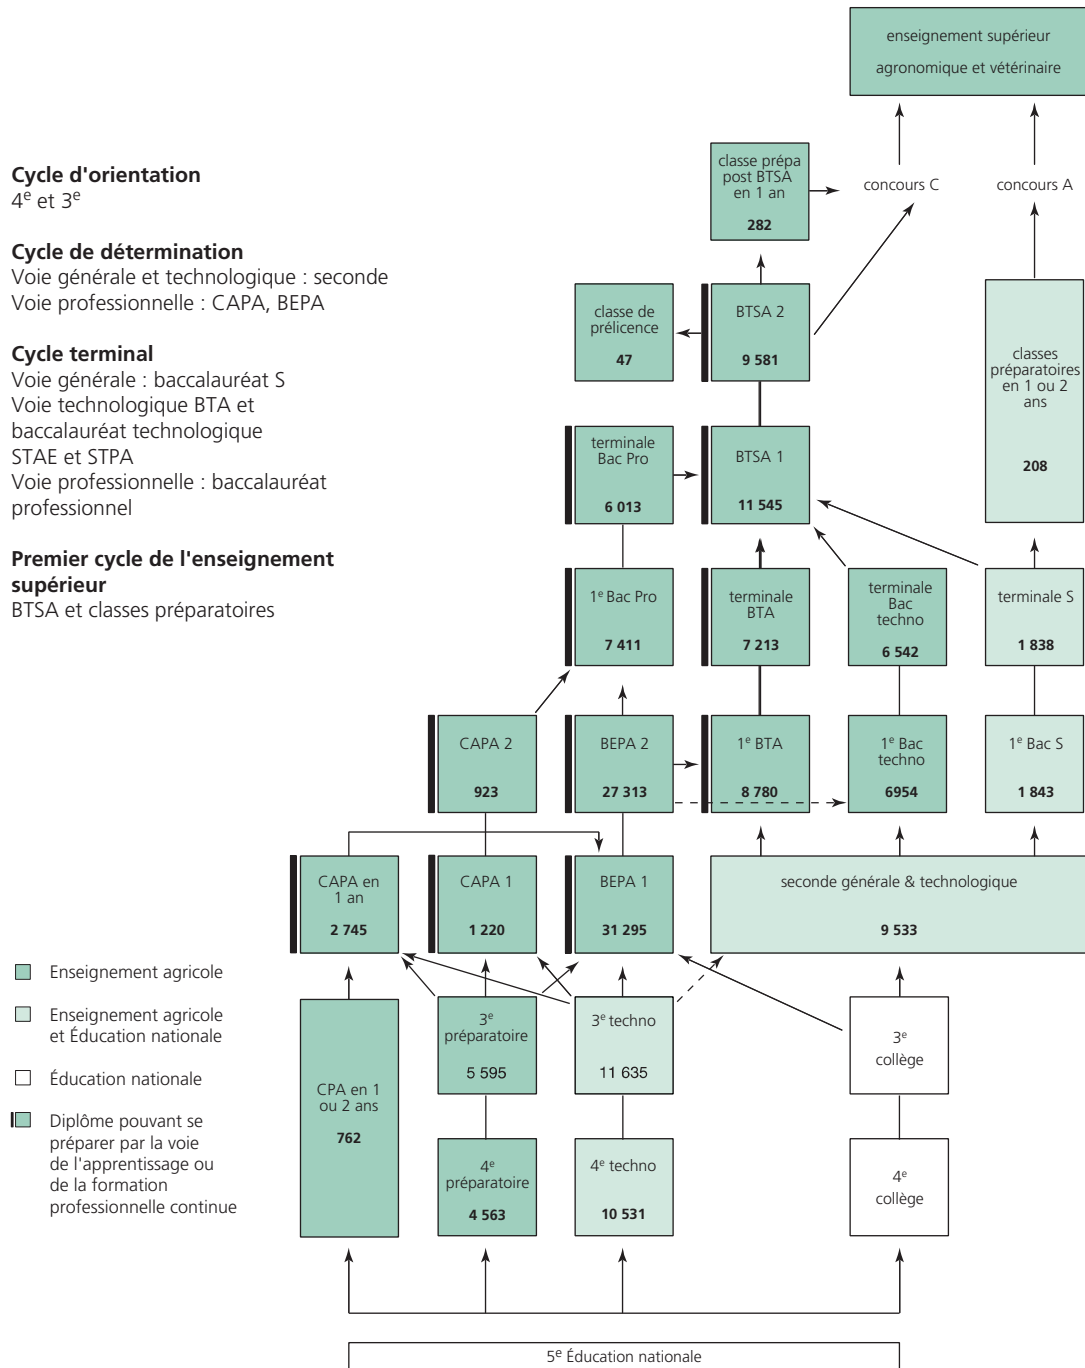 enseignement supérieur
agronomique et vétérinaire
Cycle d'orientation
4e et 3e
Cycle de détermination
Voie générale et technologique : seconde
Voie professionnelle : CAPA, BEPA
Cycle terminal
Voie générale : baccalauréat S
Voie technologique BTA et
baccalauréat technologique
STAE et STPA
Voie professionnelle : baccalauréat
professionnel
Premier cycle de l'enseignement
supérieur
BTSA et classes préparatoires
classe prépa
post BTSA
en 1 an
282
concours C
concours A
classe de
prélicence
47
BTSA 2
9 581
classes
préparatoires
en 1 ou 2
ans
208
terminale
Bac Pro
6 013
BTSA 1
11 545
1e Bac Pro
7 411
terminale
BTA
7 213
terminale
Bac
techno
6 542
terminale S
1 838
CAPA 2
923
BEPA 2
27 313
1e BTA
8 780
1e Bac
techno
6954
1e Bac S
1 843
CAPA en
1 an
2 745
CAPA 1
1 220
BEPA 1
31 295
seconde générale & technologique
9 533
Enseignement agricole
Enseignement agricole
et Éducation nationale
Éducation nationale
Diplôme pouvant se
préparer par la voie
de l'apprentissage ou
de la formation
professionnelle continue
CPA en 1
ou 2 ans
762
3e
préparatoire
5 595
3e techno
11 635
3e
collège
4e
préparatoire
4 563
4e techno
10 531
4e
collège
5e Éducation nationale